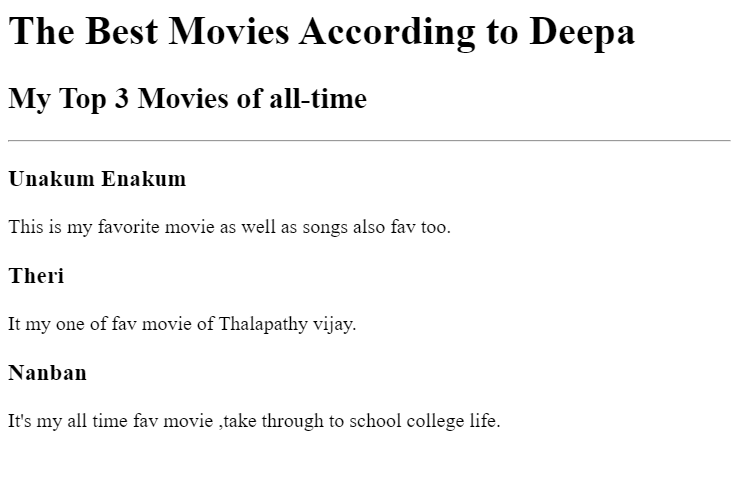 The Best Movies According to Deepa
My Top 3 Movies of all-time
Unakum Enakum
This is my favorite movie as well as songs also fav too.
Theri
It my one of fav movie of Thalapathy vijay.
Nanban
It's my all time fav movie ,take through to school college life.